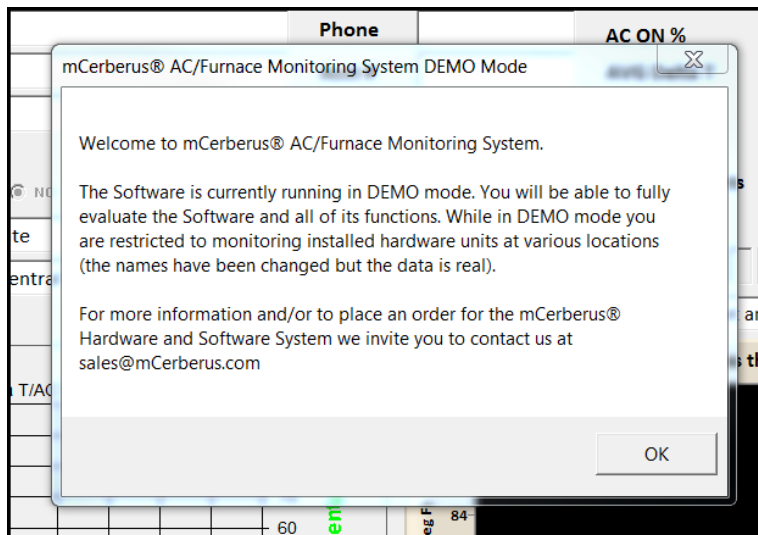 Phone
AC ON %
mCerberus® AC/Furnace Monitoring System DEMO Mode
Welcome to mCerberus® AC/Furnace Monitoring System.
The Software is currently running in DEMO mode. You will be able to fully
evaluate the Software and all of its functions. While in DEMO mode you
are restricted to monitoring installed hardware units at various locations
(the names have been changed but the data is real).
For more information and/or to place an order for the mCerberus®
Hardware and Software System we invite you to contact us at
sales@mCerberus.com
OK
T/AC
60
84